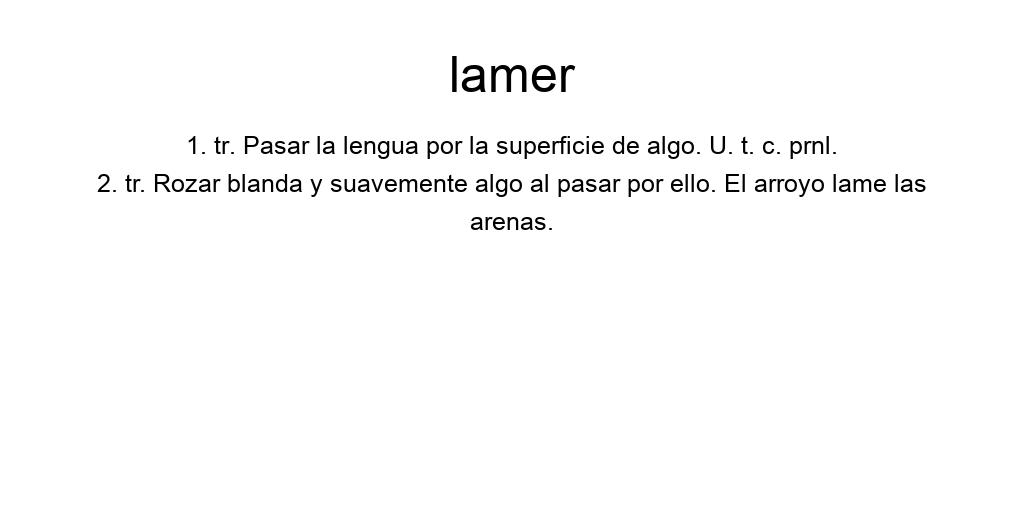 lamer
1. tr. Pasar la lengua por la superficie de algo. U. t. c. prnl.
2. tr. Rozar blanda y suavemente algo al pasar por ello. El arroyo lame las
arenas.